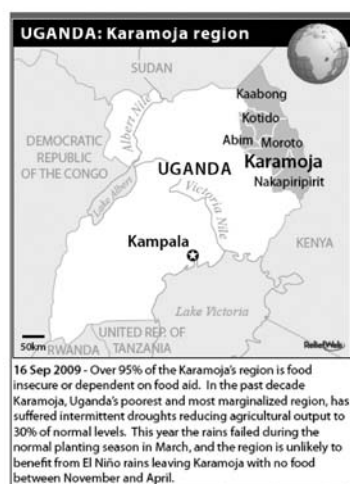 UGANDA: Karamoja region
SUDAN
Kaabong
Kotido
Abim
Moroto
Karamoja
Nakapiripirit
Albert Nile
DEMOCRATIC
REPUBLIC
OF THE CONGO
UGANDA
Lake Albert
Victoria Nile
Kampala
KENYA
Lake Victoria
50km
UNITED REP. OF
TANZANIA
RWANDA
ReliefWeb
16 Sep 2009 - Over 95% of the Karamoja's region is food
insecure or dependent on food aid. In the past decade
Karamoja, Uganda's poorest and most marginalized region, has
suffered intermittent droughts reducing agricultural output to
30% of normal levels. This year the rains failed during the
normal planting season in March, and the region is unlikely to
benefit from El Niño rains leaving Karamoja with no food
between November and April.